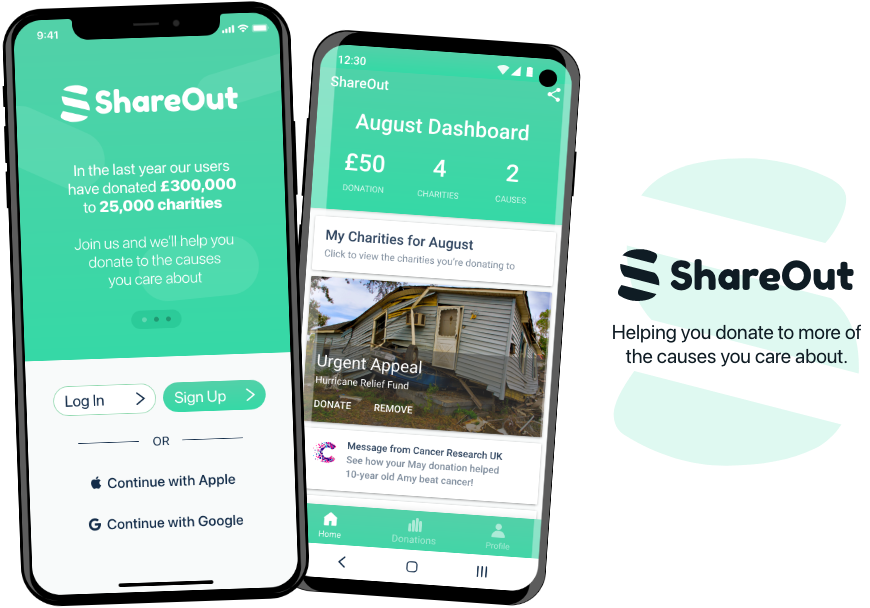 9:41
ShareOut
In the last year our users
have donated £300,000
to 25,000 charities
Join us and we'll help you
donate to the causes
you care about
Log In
Sign Up
OR
Continue with Apple
Continue with Google
12:30
ShareOut
August Dashboard
£50 4 2
DONATION CHARITIES CAUSES
My Charities for August
Click to view the charities you're donating to
Urgent Appeal
Hurricane Relief Fund
DONATE REMOVE
Message from Cancer Research UK
See how your May donation helped
10-year old Amy beat cancer!
Home Donations Profile
ShareOut
Helping you donate to more of
the causes you care about.